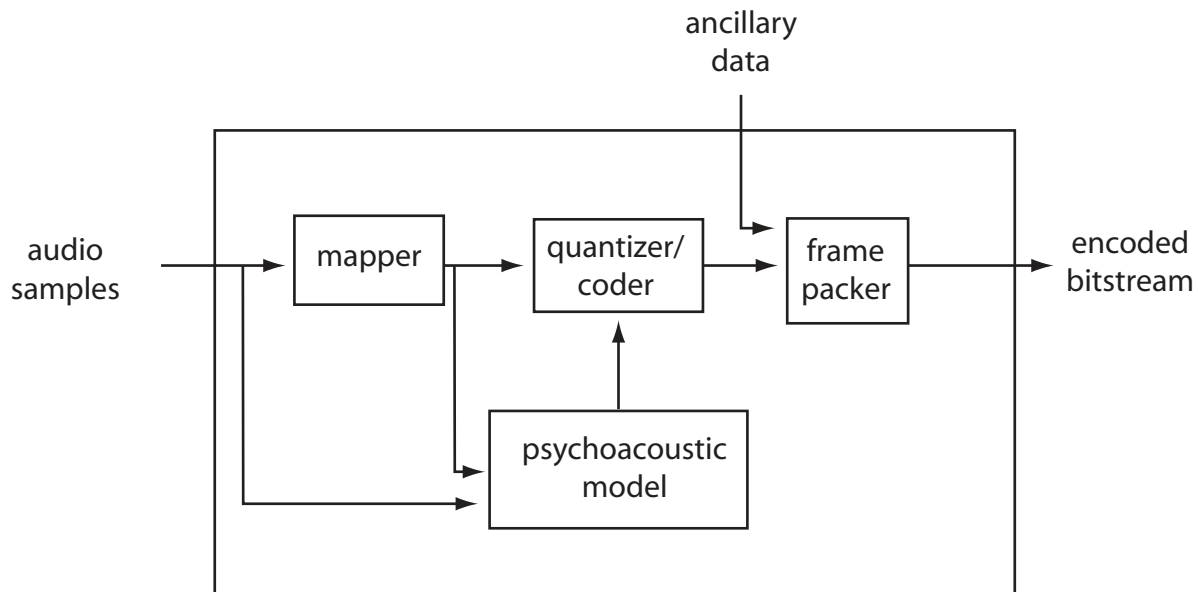 ancillary
data
audio
samples
mapper
quantizer/
coder
frame
packer
encoded
bitstream
psychoacoustic
model